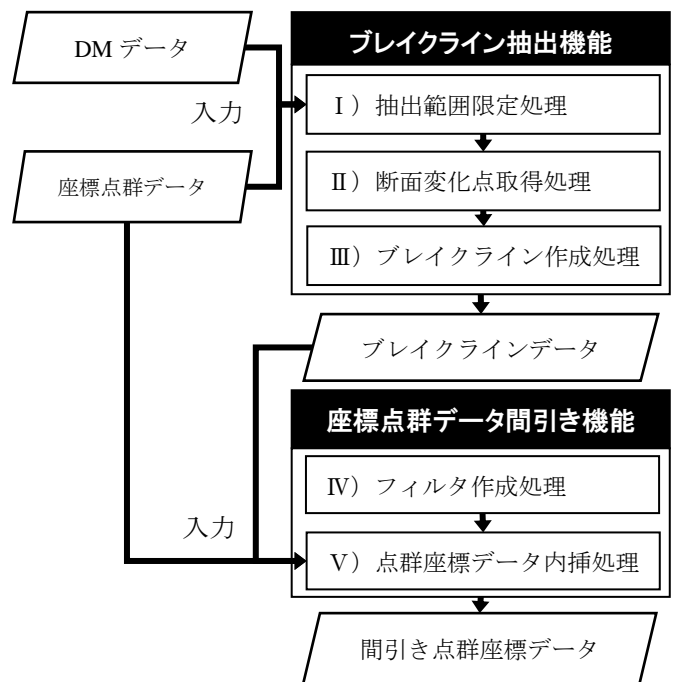 DM データ
入力
座標点群データ
ブレイクライン抽出機能
Ⅰ）抽出範囲限定処理
Ⅱ）断面変化点取得処理
Ⅲ）ブレイクライン作成処理
ブレイクラインデータ
座標点群データ間引き機能
Ⅳ）フィルタ作成処理
入力
Ⅴ）点群座標データ内挿処理
間引き点群座標データ